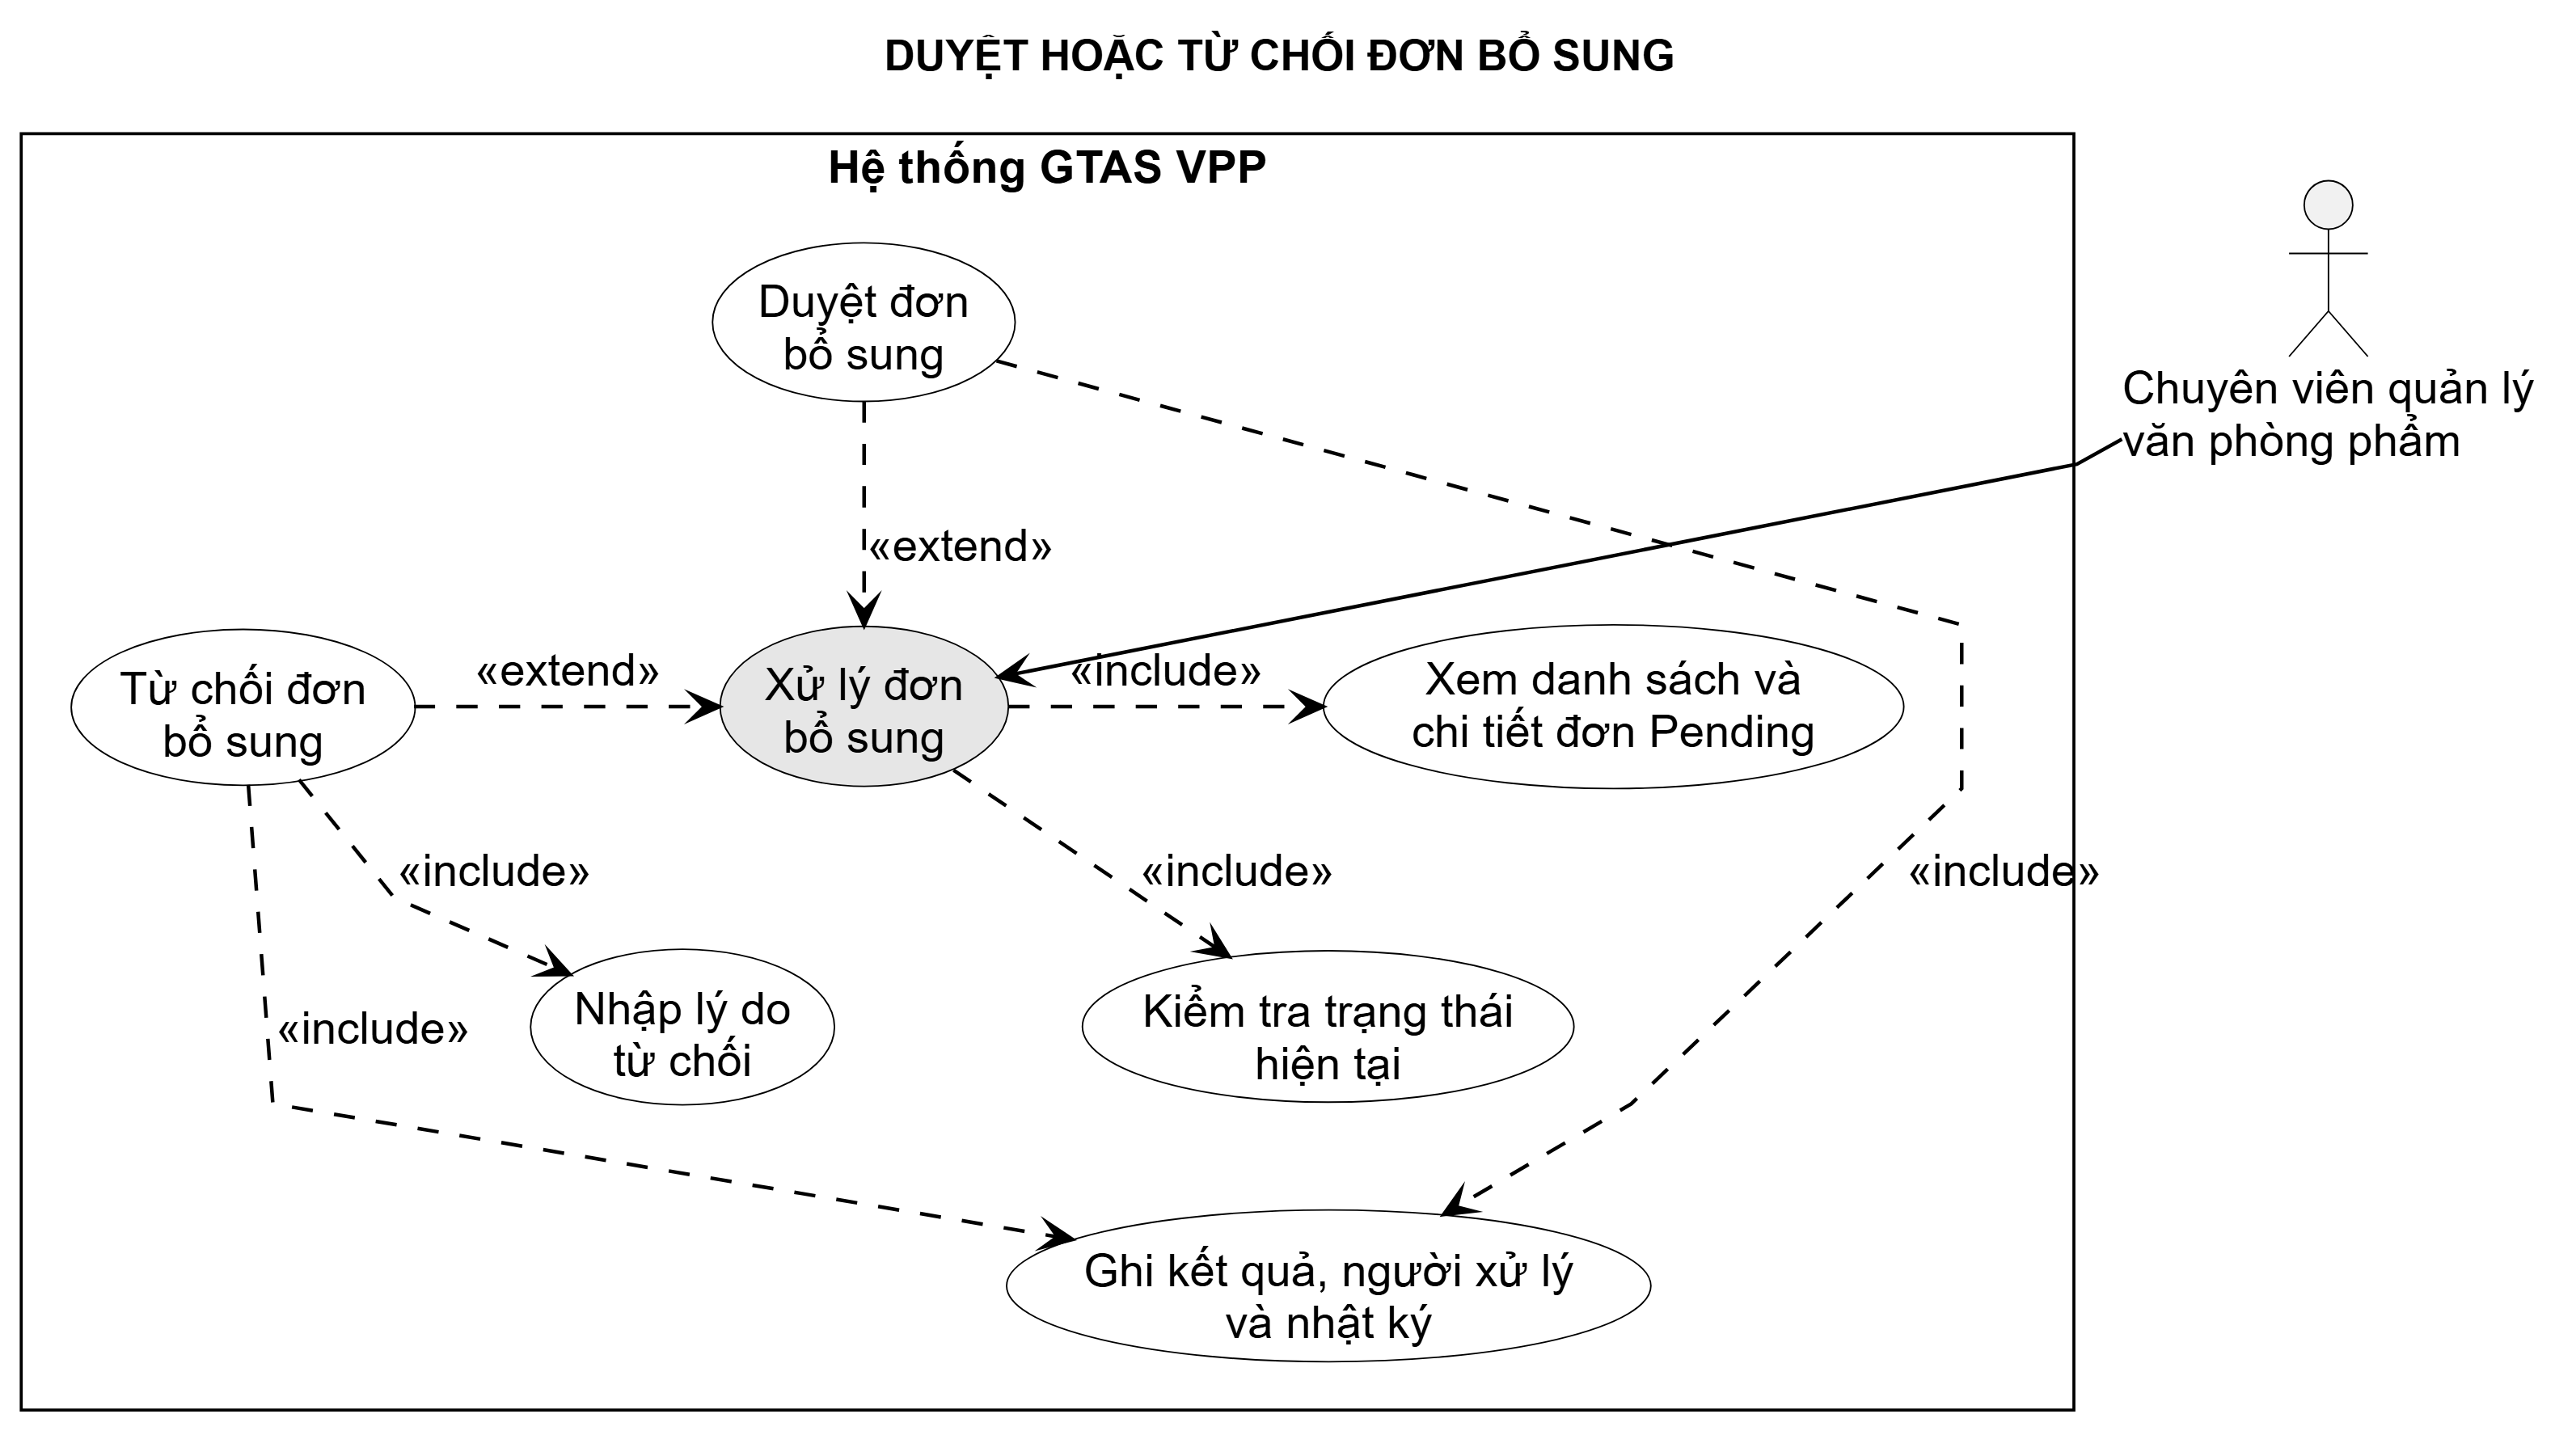 DUYỆT HOẶC TỪ CHỐI ĐƠN BỔ SUNG
Hệ thống GTAS VPP
Duyệt đơn
bổ sung
Chuyên viên quản lý
văn phòng phẩm
«extend»
Từ chối đơn
bổ sung
«extend»
Xử lý đơn
bổ sung
«include»
Xem danh sách và
chi tiết đơn Pending
«include»
«include»
«include»
«include»
Nhập lý do
từ chối
Kiểm tra trạng thái
hiện tại
Ghi kết quả, người xử lý
và nhật ký